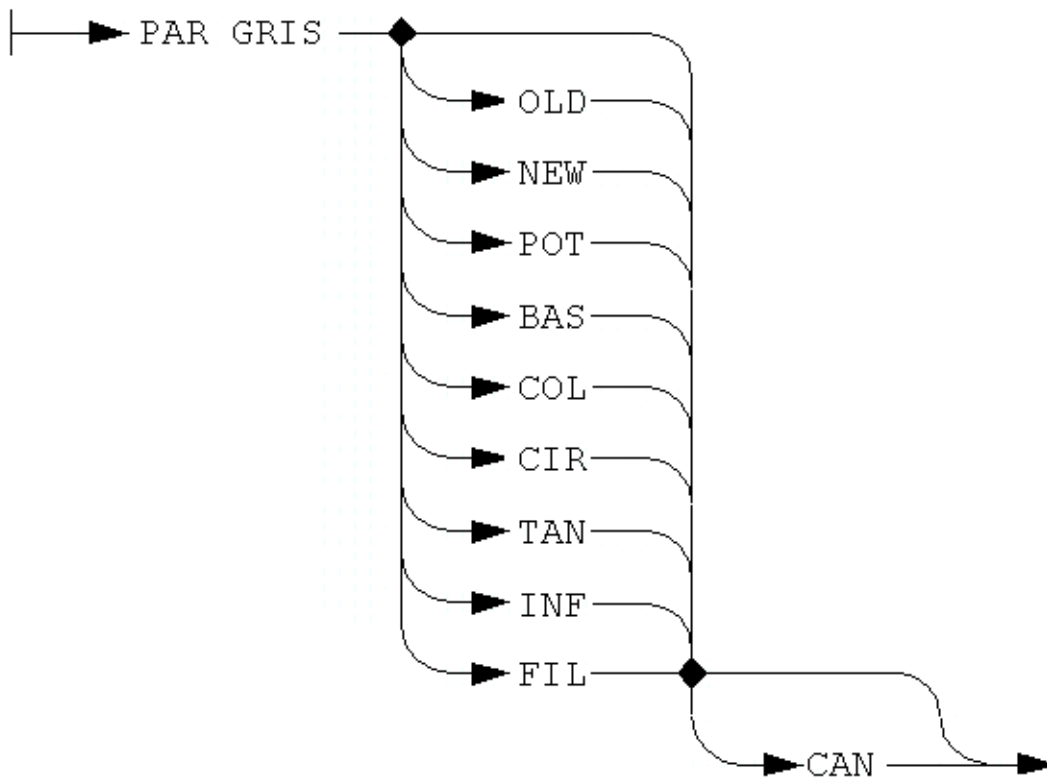 PAR GRIS
OLD
NEW
POT
BAS
COL
CIR
TAN
INF
FIL
CAN